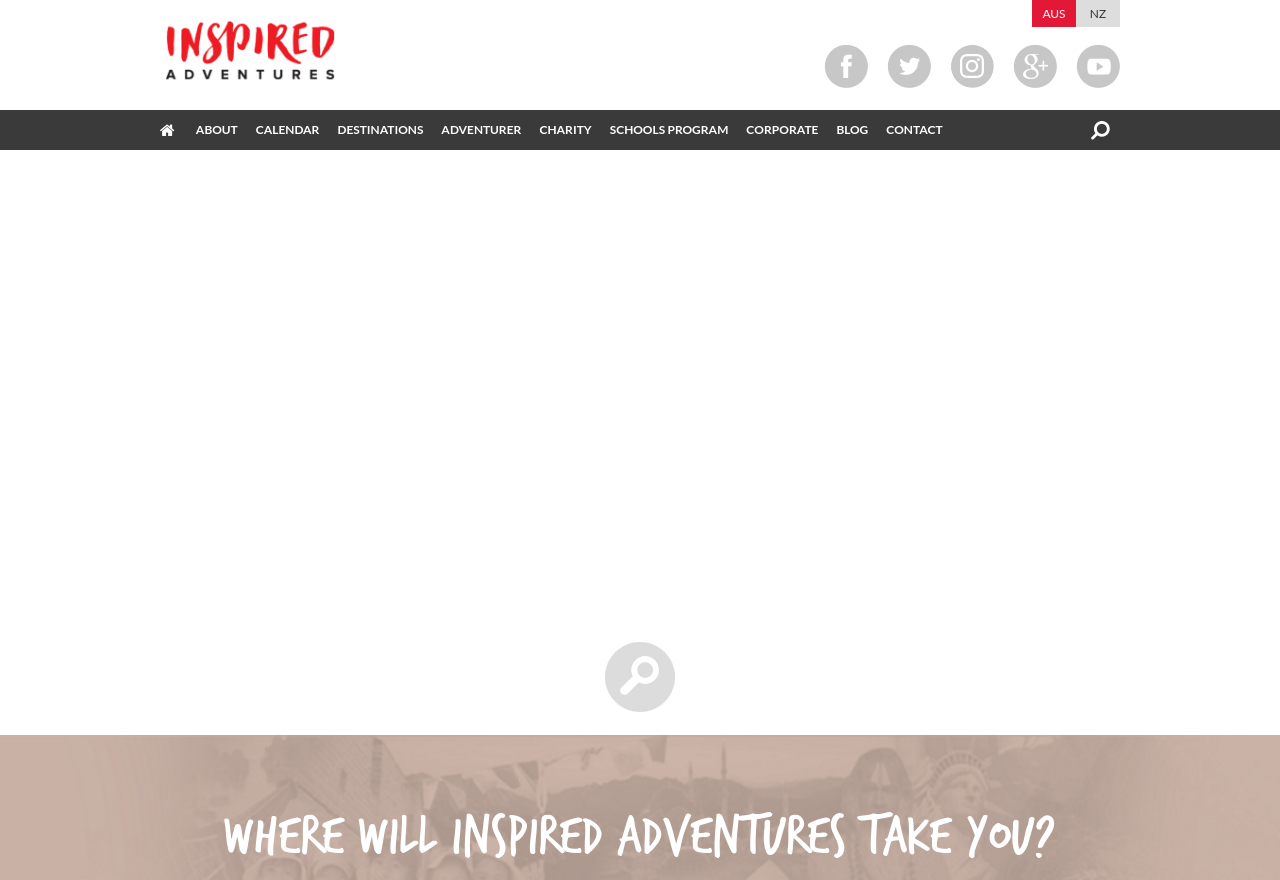 AUS NZ
INSPIRED
ADVENTURES
ABOUT CALENDAR DESTINATIONS ADVENTURER CHARITY SCHOOLS PROGRAM CORPORATE BLOG CONTACT
WHERE WILL INSPIRED ADVENTURES TAKE YOU?